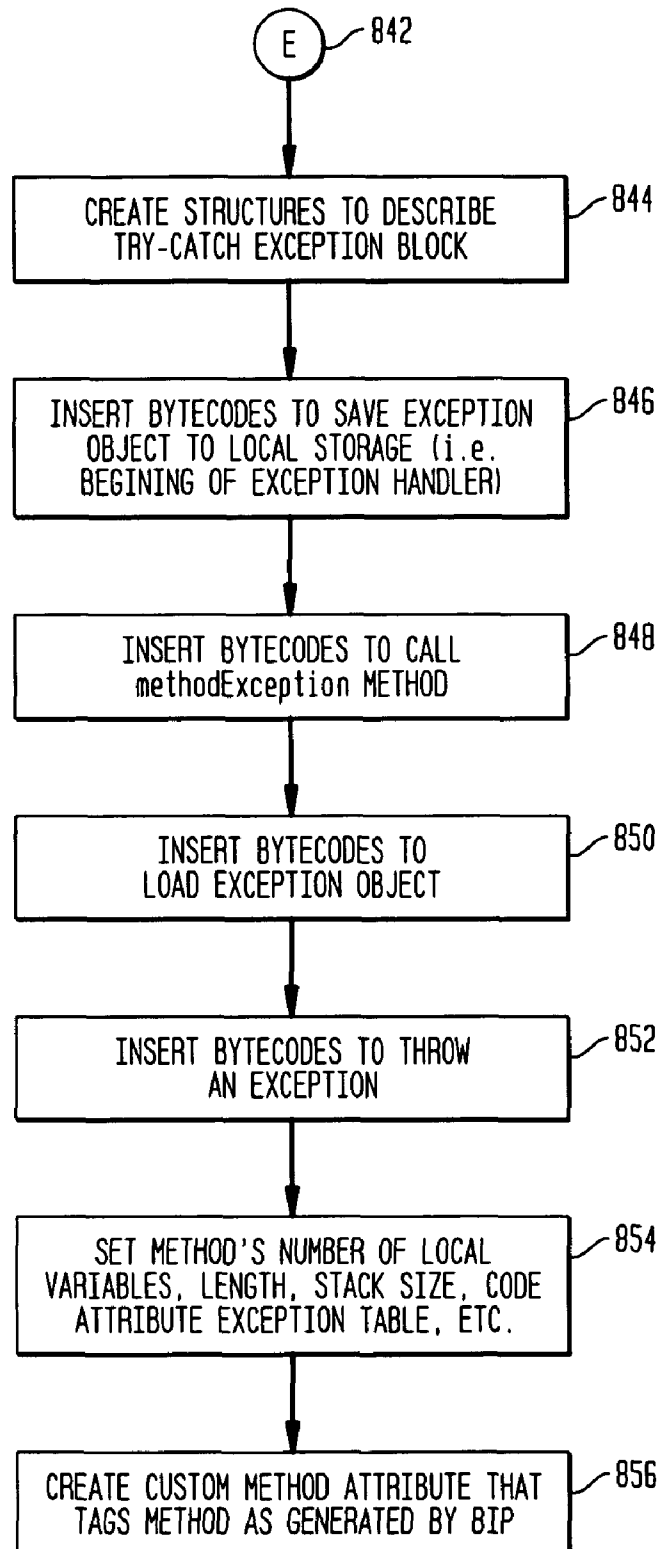 E
842
CREATE STRUCTURES TO DESCRIBE
TRY-CATCH EXCEPTION BLOCK
844
INSERT BYTECODES TO SAVE EXCEPTION
OBJECT TO LOCAL STORAGE (i.e.
BEGINING OF EXCEPTION HANDLER)
846
INSERT BYTECODES TO CALL
methodException METHOD
848
INSERT BYTECODES TO
LOAD EXCEPTION OBJECT
850
INSERT BYTECODES TO THROW
AN EXCEPTION
852
SET METHOD'S NUMBER OF LOCAL
VARIABLES, LENGTH, STACK SIZE, CODE
ATTRIBUTE EXCEPTION TABLE, ETC.
854
CREATE CUSTOM METHOD ATTRIBUTE THAT
TAGS METHOD AS GENERATED BY BIP
856